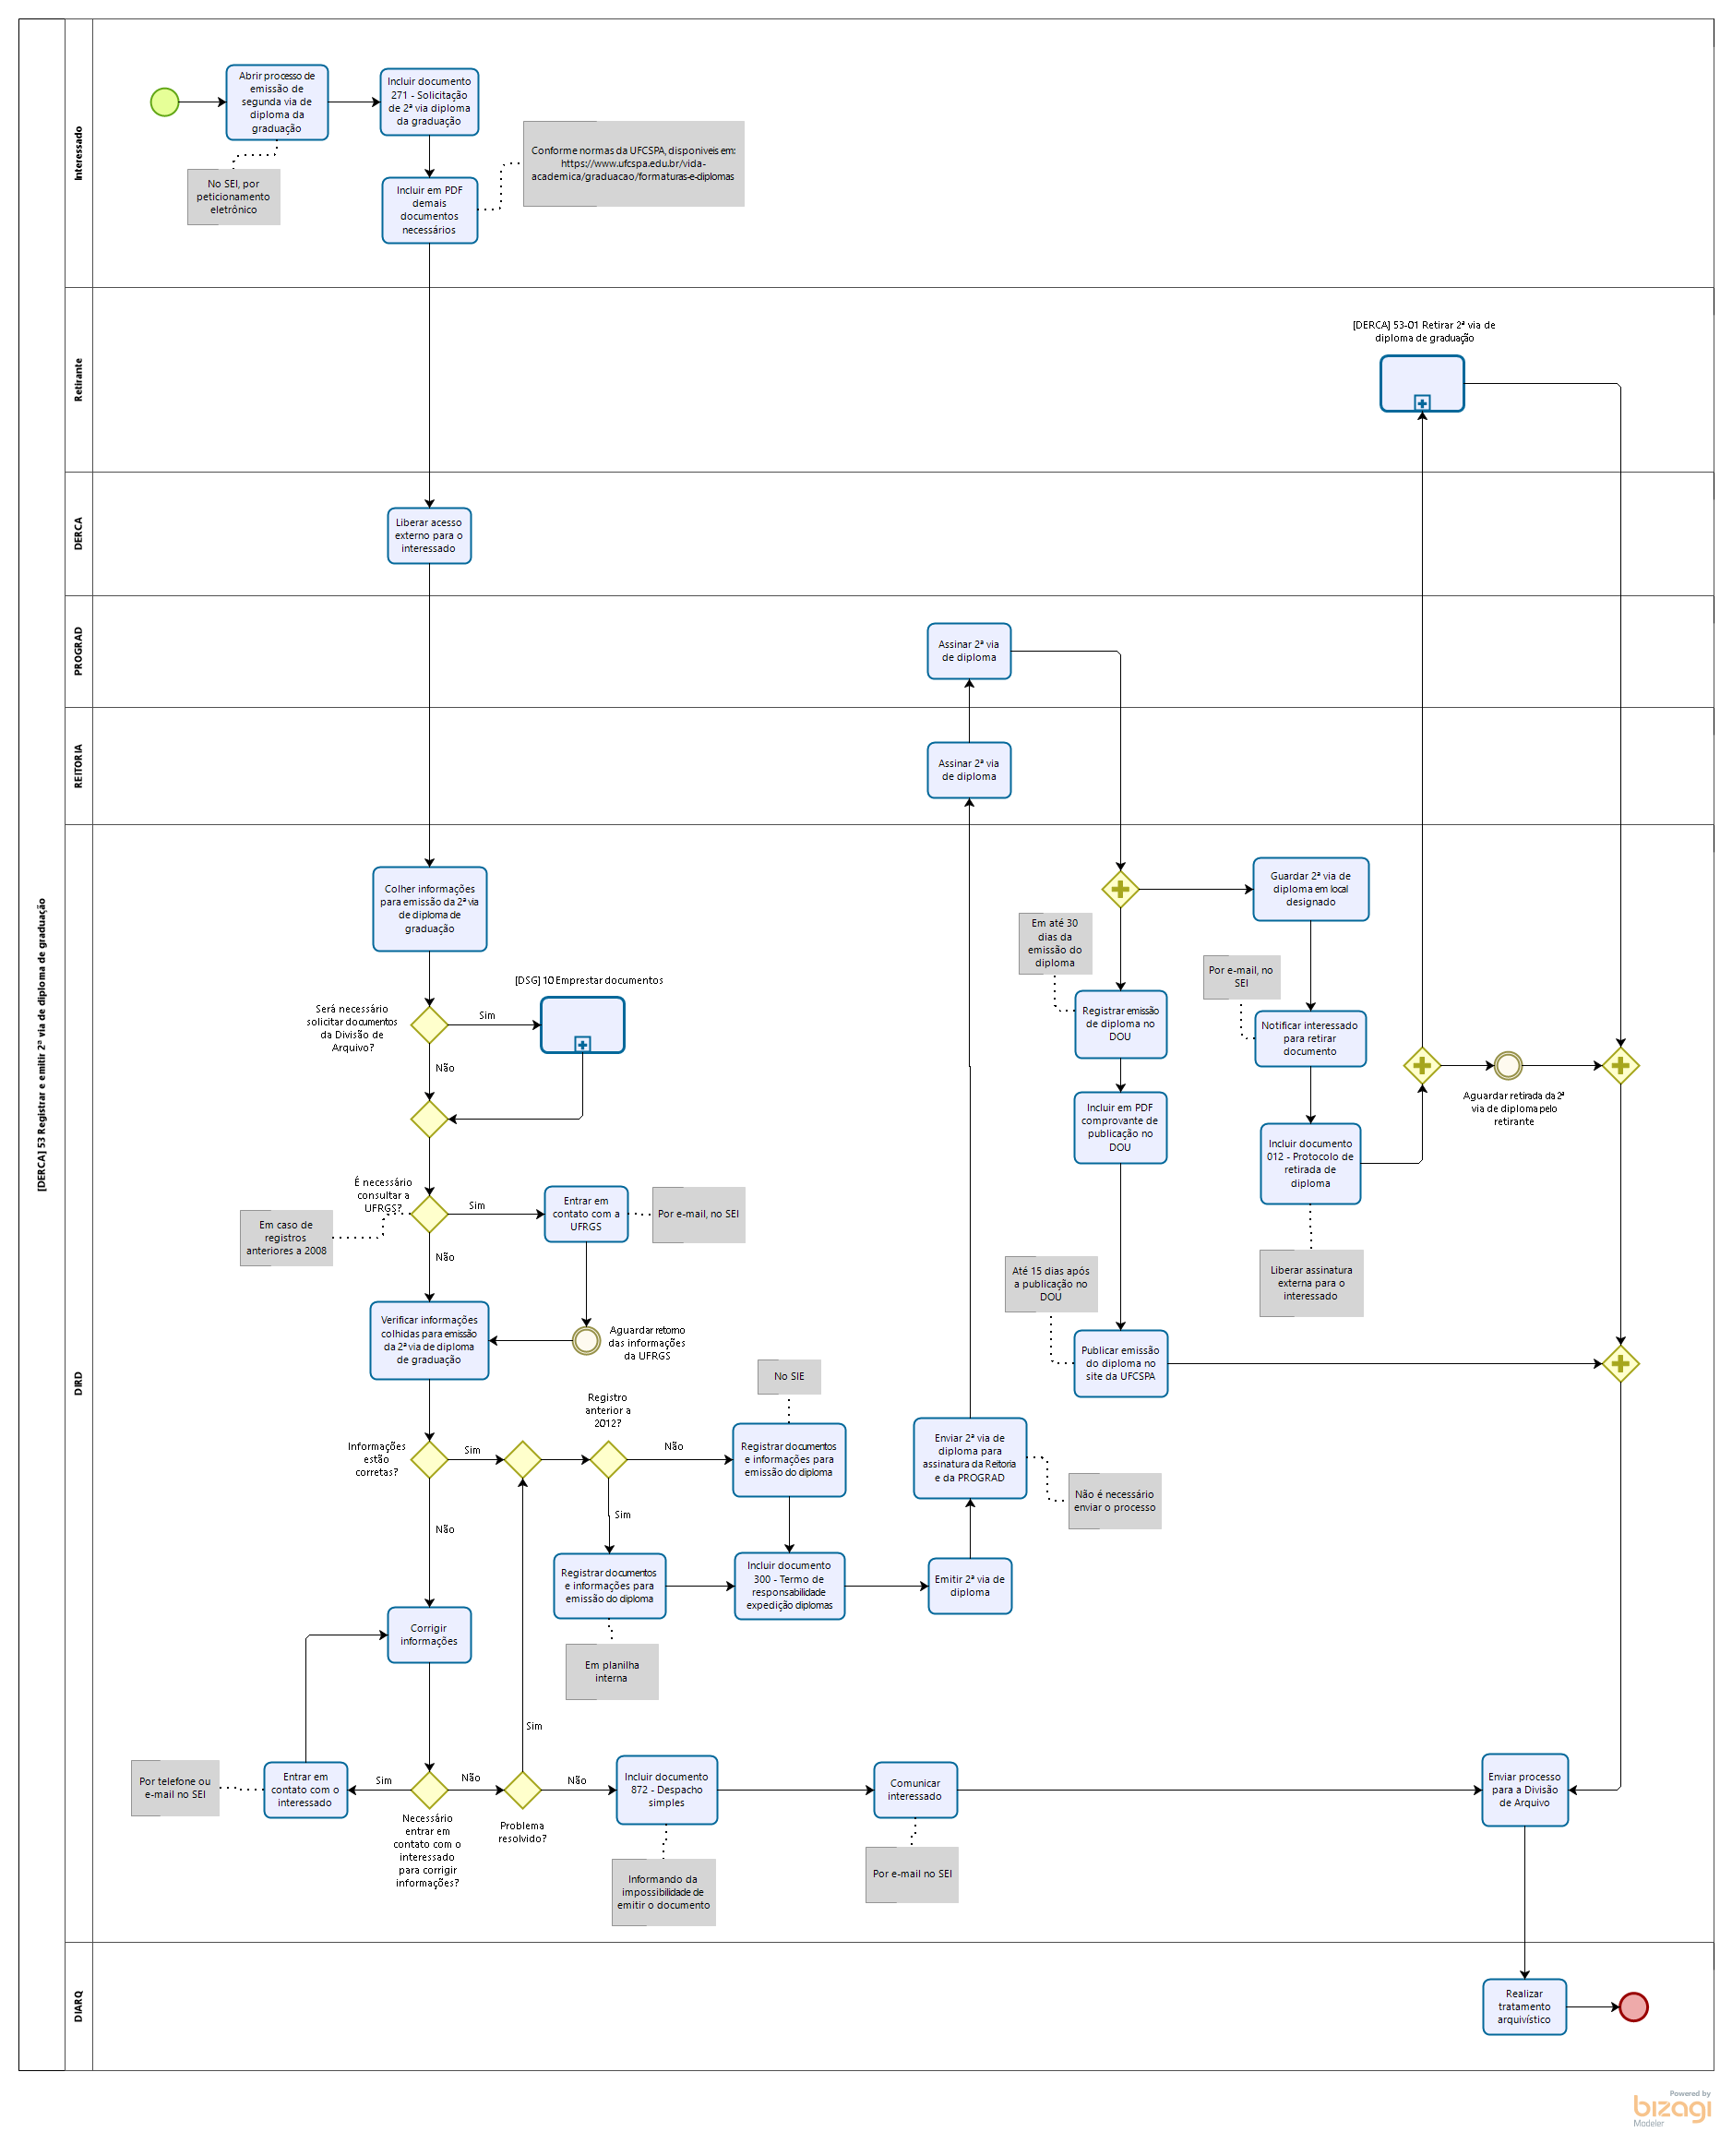 [DERCA] 53 Registrar e emitir 2ª via de diploma de graduação
Interessado
Abrir processo de
emissão de
segunda via de
diploma da
graduação
Incluir documento
271 - Solicitação
de 2ª via diploma
da graduação
No SEI, por
peticionamento
eletrônico
Incluir em PDF
demais
documentos
necessários
Conforme normas da UFCSPA, disponiveis em:
https://www.ufcspa.edu.br/vida-
academica/graduacao/formaturas-e-diplomas
Retirante
[DERCA] 53-01 Retirar 2ª via de
diploma de graduação
DERCA
Liberar acesso
externo para o
interessado
PROGRAD
Assinar 2ª via
de diploma
REITORIA
Assinar 2ª via
de diploma
DRD
Colher informações
para emissão da 2ª via
de diploma de
graduação
Será necessário
solicitar documentos
da Divisão de
Arquivo?
Sim
Não
[DSG] 10 Emprestar documentos
É necessário
consultar a
UFRGS?
Sim
Não
Em caso de
registros
anteriores a 2008
Entrar em
contato com a
UFRGS
Por e-mail, no SEI
Aguardar retorno
das informações
da UFRGS
Verificar informações
colhidas para emissão
da 2ª via de diploma
de graduação
Informações
estão
corretas?
Sim
Não
Registro
anterior a
2012?
Não
Sim
No SIE
Registrar documentos
e informações para
emissão do diploma
Registrar documentos
e informações para
emissão do diploma
Em planilha
interna
Incluir documento
300 - Termo de
responsabilidade
expedição diplomas
Emitir 2ª via de
diploma
Enviar 2ª via de
diploma para
assinatura da Reitoria
e da PROGRAD
Não é necessário
enviar o processo
Corrigir
informações
Necessário
entrar em
contato com o
interessado
para corrigir
informações?
Sim
Não
Entrar em
contato com o
interessado
Por telefone ou
e-mail no SEI
Problema
resolvido?
Sim
Não
Incluir documento
872 - Despacho
simples
Informando da
impossibilidade de
emitir o documento
Comunicar
interessado
Por e-mail no SEI
Em até 30
dias da
emissão do
diploma
Registrar emissão
de diploma no
DOU
Incluir em PDF
comprovante de
publicação no
DOU
Até 15 dias após
a publicação no
DOU
Publicar emissão
do diploma no
site da UFCSPA
Guardar 2ª via de
diploma em local
designado
Por e-mail, no
SEI
Notificar interessado
para retirar
documento
Incluir documento
012 - Protocolo de
retirada de
diploma
Liberar assinatura
externa para o
interessado
Aguardar retirada da 2ª
via de diploma pelo
retirante
Enviar processo
para a Divisão
de Arquivo
DIARQ
Realizar
tratamento
arquivístico
Powered by
bizagi
Modeler